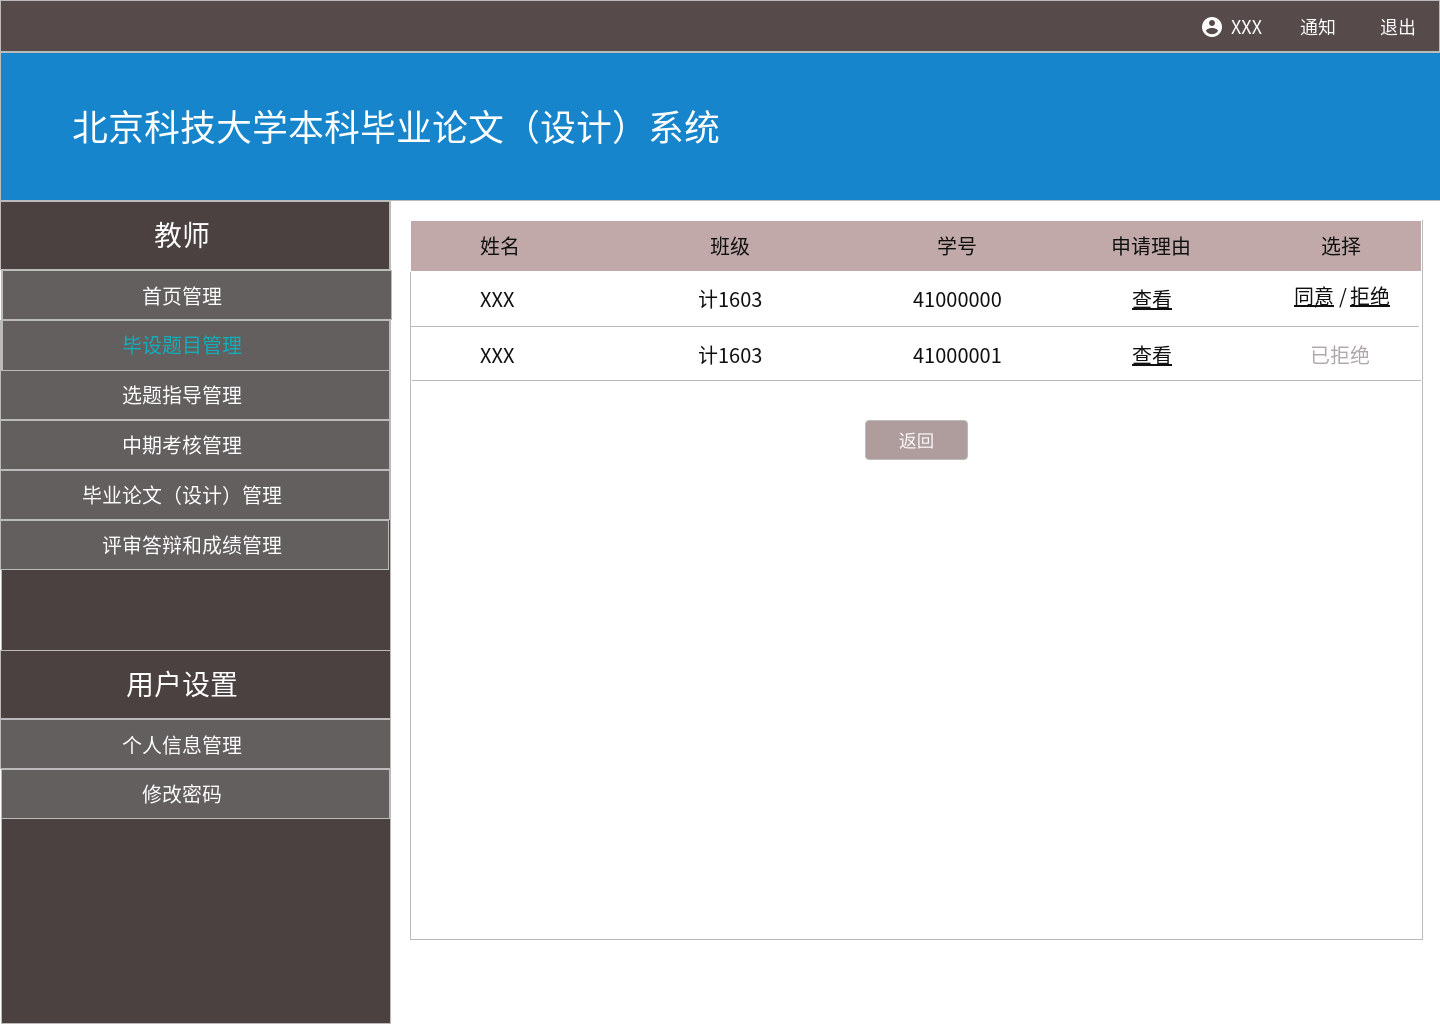 XXX 通知 退出
北京科技大学本科毕业论文（设计）系统
教师
首页管理
毕设题目管理
选题指导管理
中期考核管理
毕业论文（设计）管理
评审答辩和成绩管理
用户设置
个人信息管理
修改密码
姓名 班级 学号 申请理由 选择
XXX 计1603 41000000 查看 同意 / 拒绝
XXX 计1603 41000001 查看 已拒绝
返回